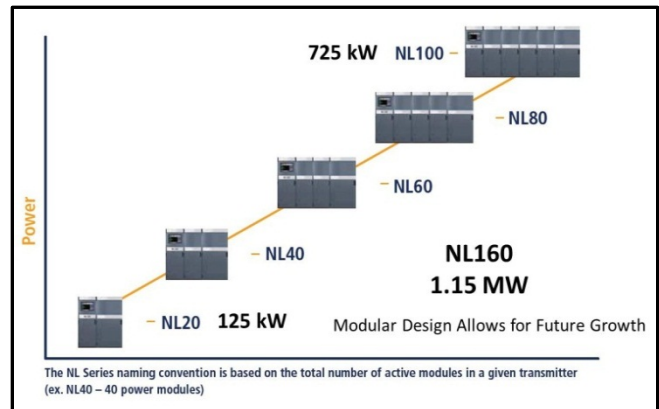 725 kW NL100
NL80
NL60
NL40
NL160
1.15 MW
Modular Design Allows for Future Growth
NL20 125 kW
Power
The NL Series naming convention is based on the total number of active modules in a given transmitter
(ex. NL40 – 40 power modules)